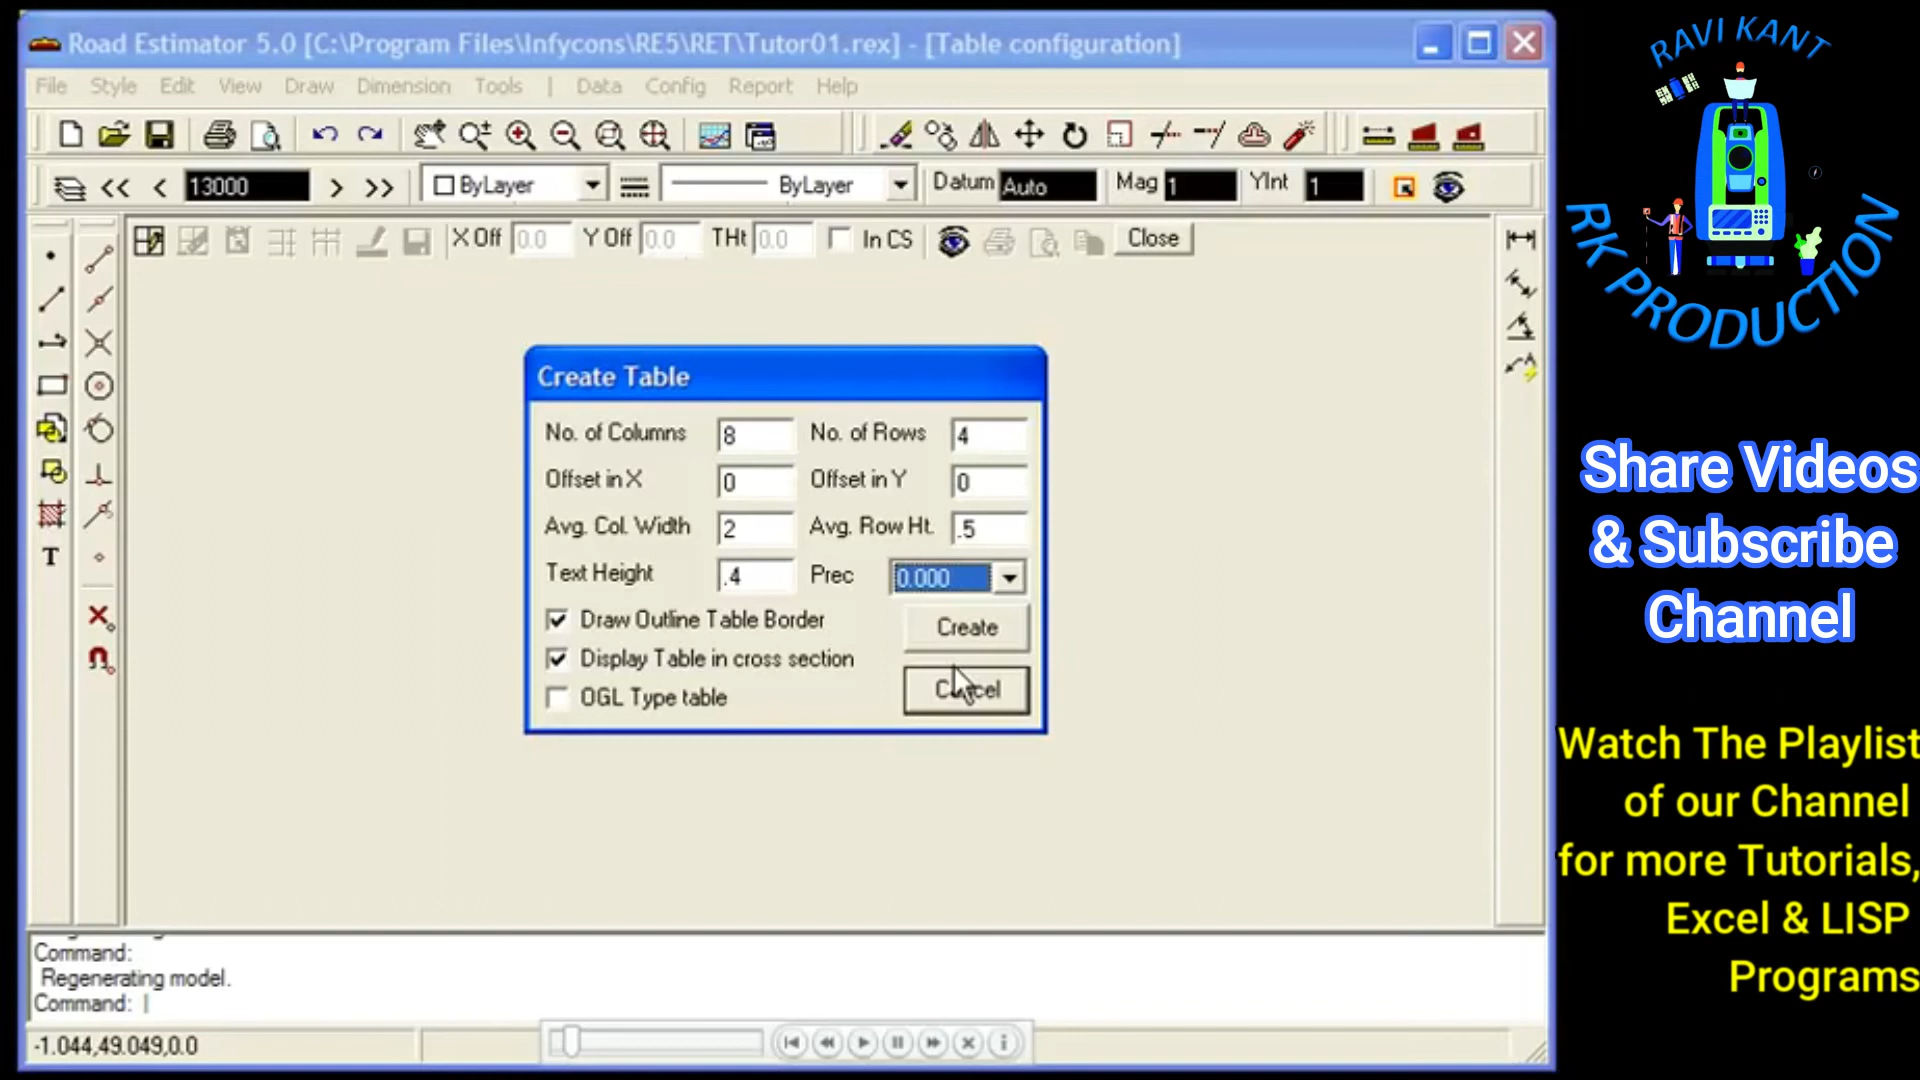 Road Estimator 5.0 [C:\Program Files\Infycons\RE5\RET\Tutor01.rex] - [Table configuration]
File Style Edit View Draw Dimension Tools | Data Config Report Help
13000 ByLayer ByLayer Datum Auto Mag 1 YInt 1
X Off 0.0 Y Off 0.0 THt 0.0 In CS Close
T
Create Table
No. of Columns 8 No. of Rows 4
Offset in X 0 Offset in Y 0
Avg. Col. Width 2 Avg. Row Ht. .5
Text Height .4 Prec 0.000
Draw Outline Table Border
Create
Display Table in cross section
Cancel
OGL Type table
Command:
Regenerating model.
Command:
-1.044,49.049,0.0
RAVI KANT
RK PRODUCTION
Share Videos
& Subscribe
Channel
Watch The Playlist
of our Channel
for more Tutorials,
Excel & LISP
Programs